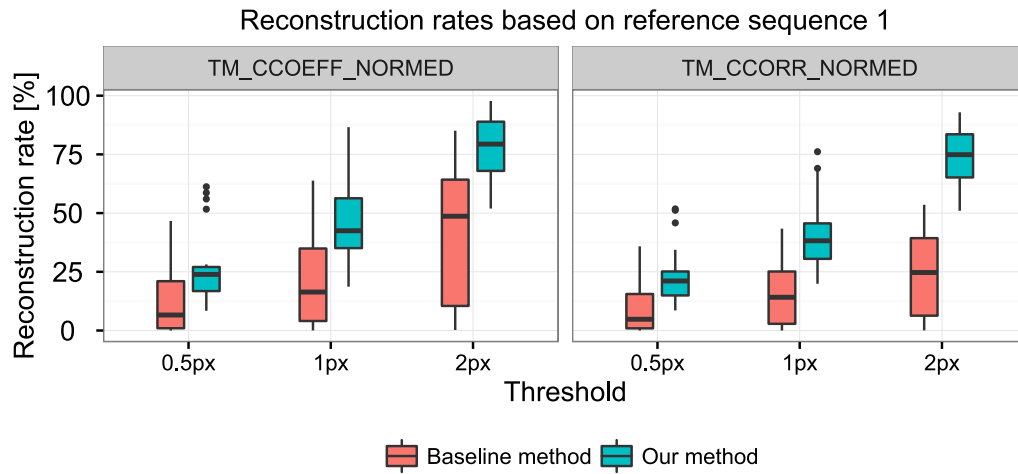 Reconstruction rates based on reference sequence 1
TM_CCOEFF_NORMED
TM_CCORR_NORMED
Reconstruction rate [%]
100
75
50
25
0
0.5px
1px
2px
0.5px
1px
2px
Threshold
Baseline method
Our method